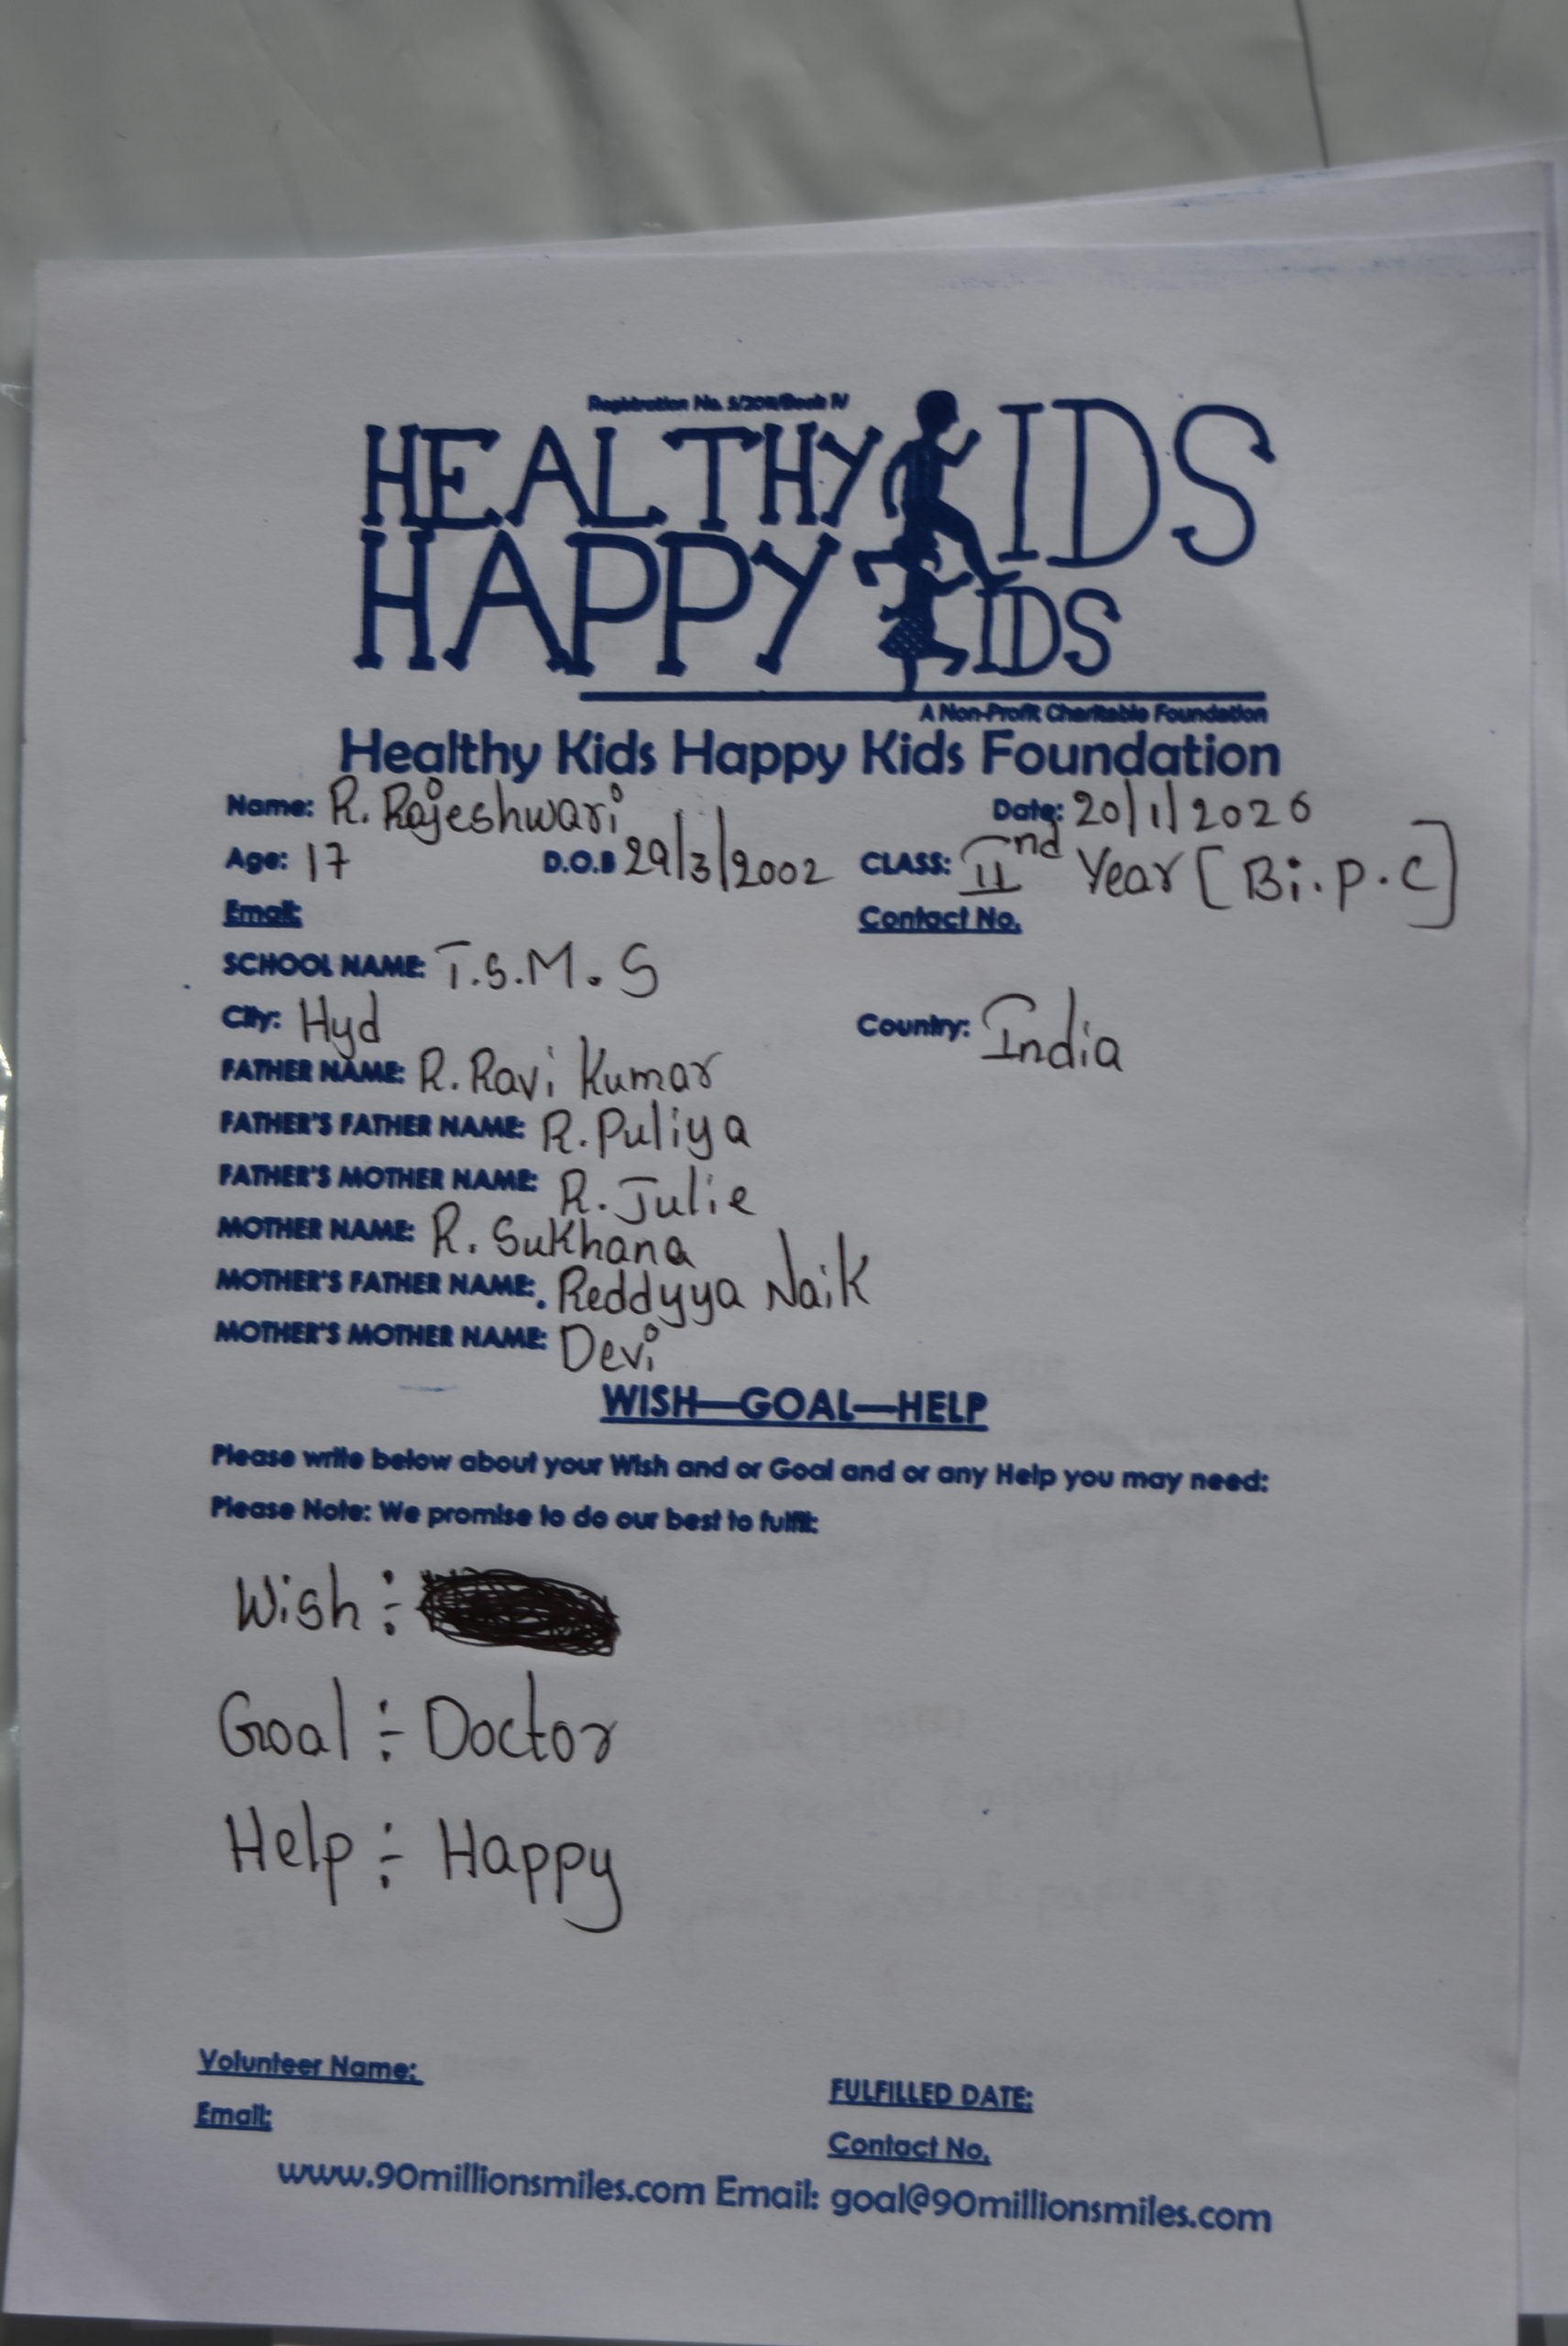 Registration No. 5/2011/Book IV
HEALTHY KIDS
HAPPY KIDS
A Non-Profit Charitable Foundation
Healthy Kids Happy Kids Foundation
Name: R. Rajeshwari Date: 20/1/2020
Age: 17 D.O.B 29/3/2002 CLASS: IInd Year [Bi.p.c]
Email: Contact No.
SCHOOL NAME: T.S.M.S
City: Hyd Country: India
FATHER NAME: R. Ravi Kumar
FATHER'S FATHER NAME: R. Puliya
FATHER'S MOTHER NAME: R. Julie
MOTHER NAME: R. Sukhana
MOTHER'S FATHER NAME: Reddyya Naik
MOTHER'S MOTHER NAME: Devi
WISH—GOAL—HELP
Please write below about your Wish and or Goal and or any Help you may need:
Please Note: We promise to do our best to fulfil:
Wish :-
Goal :- Doctor
Help :- Happy
Volunteer Name: FULFILLED DATE:
Email: Contact No.
www.90millionsmiles.com Email: goal@90millionsmiles.com